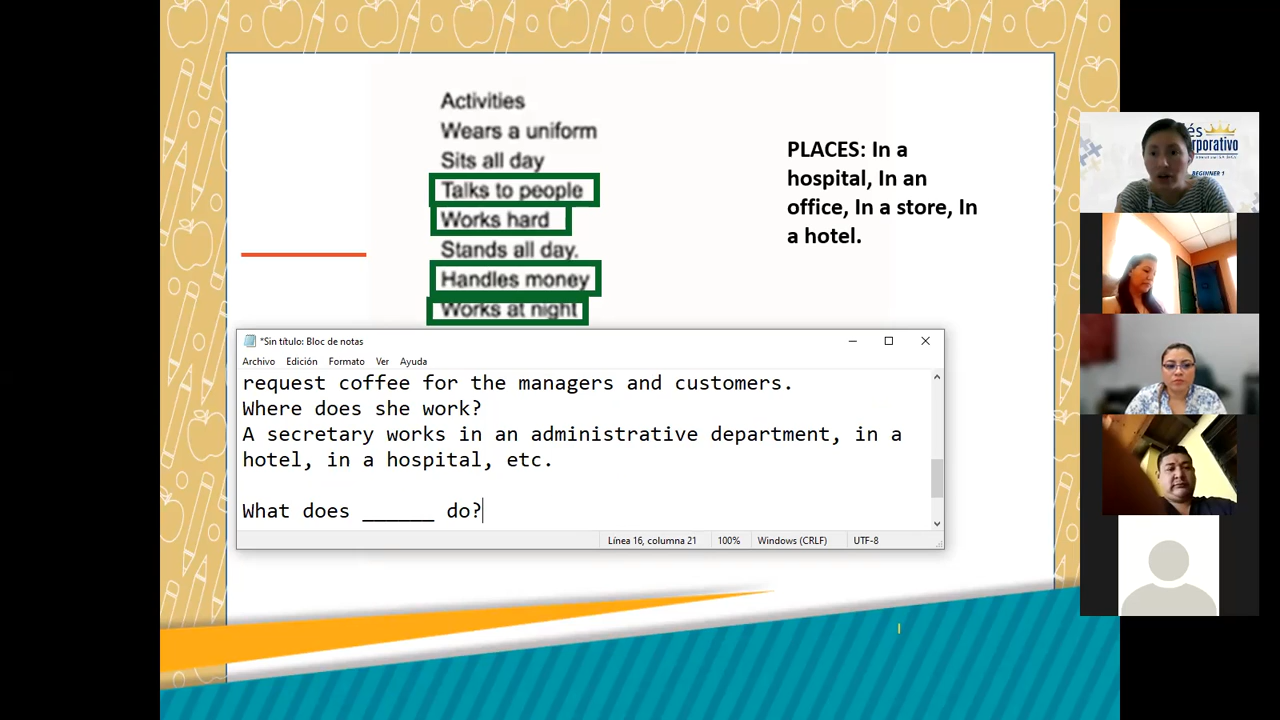 Activities
Wears a uniform
Sits all day
Talks to people
Works hard
Stands all day.
Handles money
Works at night
PLACES: In a
hospital, In an
office, In a store, In
a hotel.
*Sin título: Bloc de notas
Archivo Edición Formato Ver Ayuda
request coffee for the managers and customers.
Where does she work?
A secretary works in an administrative department, in a
hotel, in a hospital, etc.
What does ______ do?
Línea 16, columna 21 100% Windows (CRLF) UTF-8
BEGINNER 1